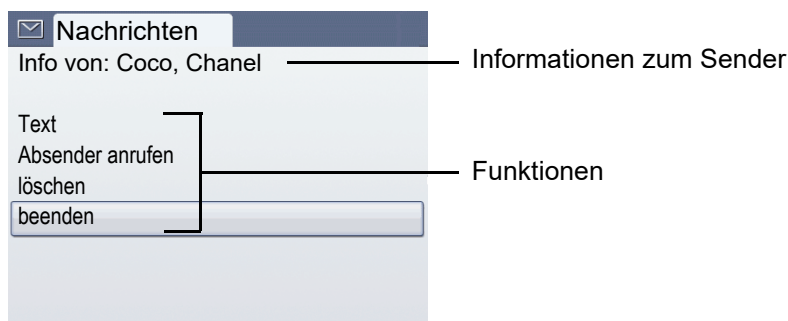 Nachrichten
Info von: Coco, Chanel
Informationen zum Sender
Text
Absender anrufen
Funktionen
löschen
beenden